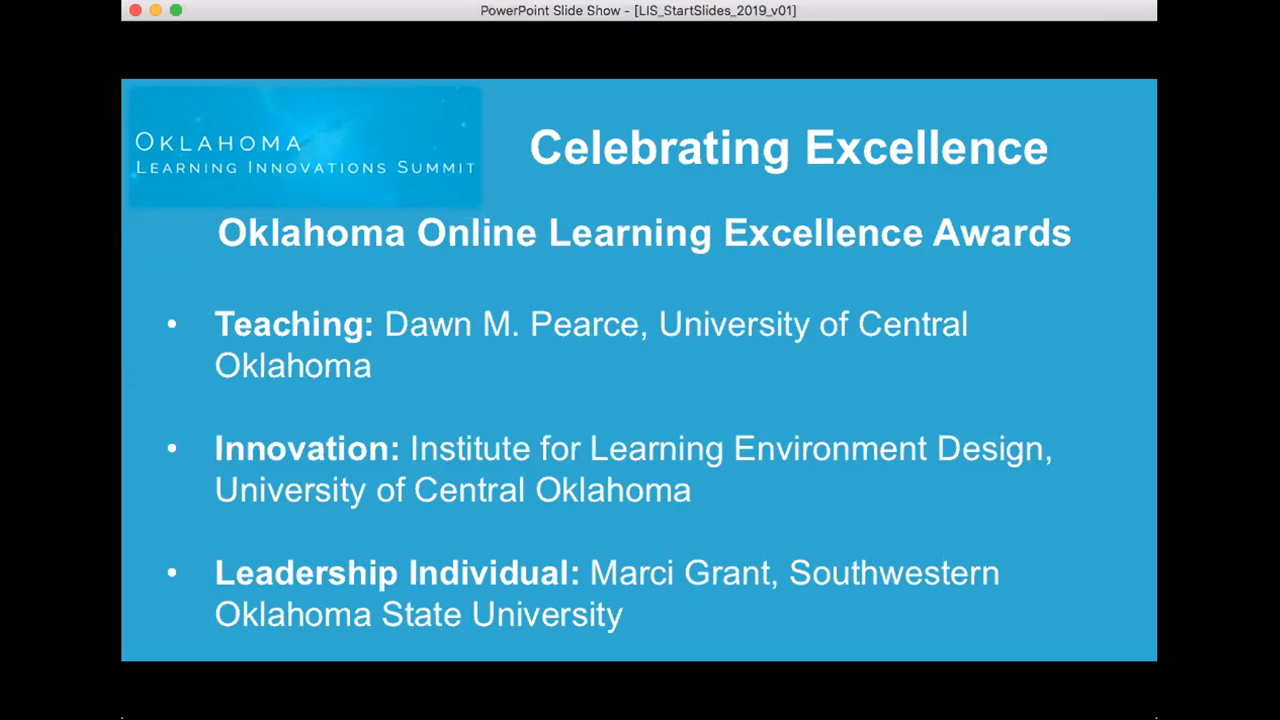 PowerPoint Slide Show - [LIS_StartSlides_2019_v01]
OKLAHOMA
LEARNING INNOVATIONS SUMMIT
Celebrating Excellence
Oklahoma Online Learning Excellence Awards
• Teaching: Dawn M. Pearce, University of Central
Oklahoma
• Innovation: Institute for Learning Environment Design,
University of Central Oklahoma
• Leadership Individual: Marci Grant, Southwestern
Oklahoma State University